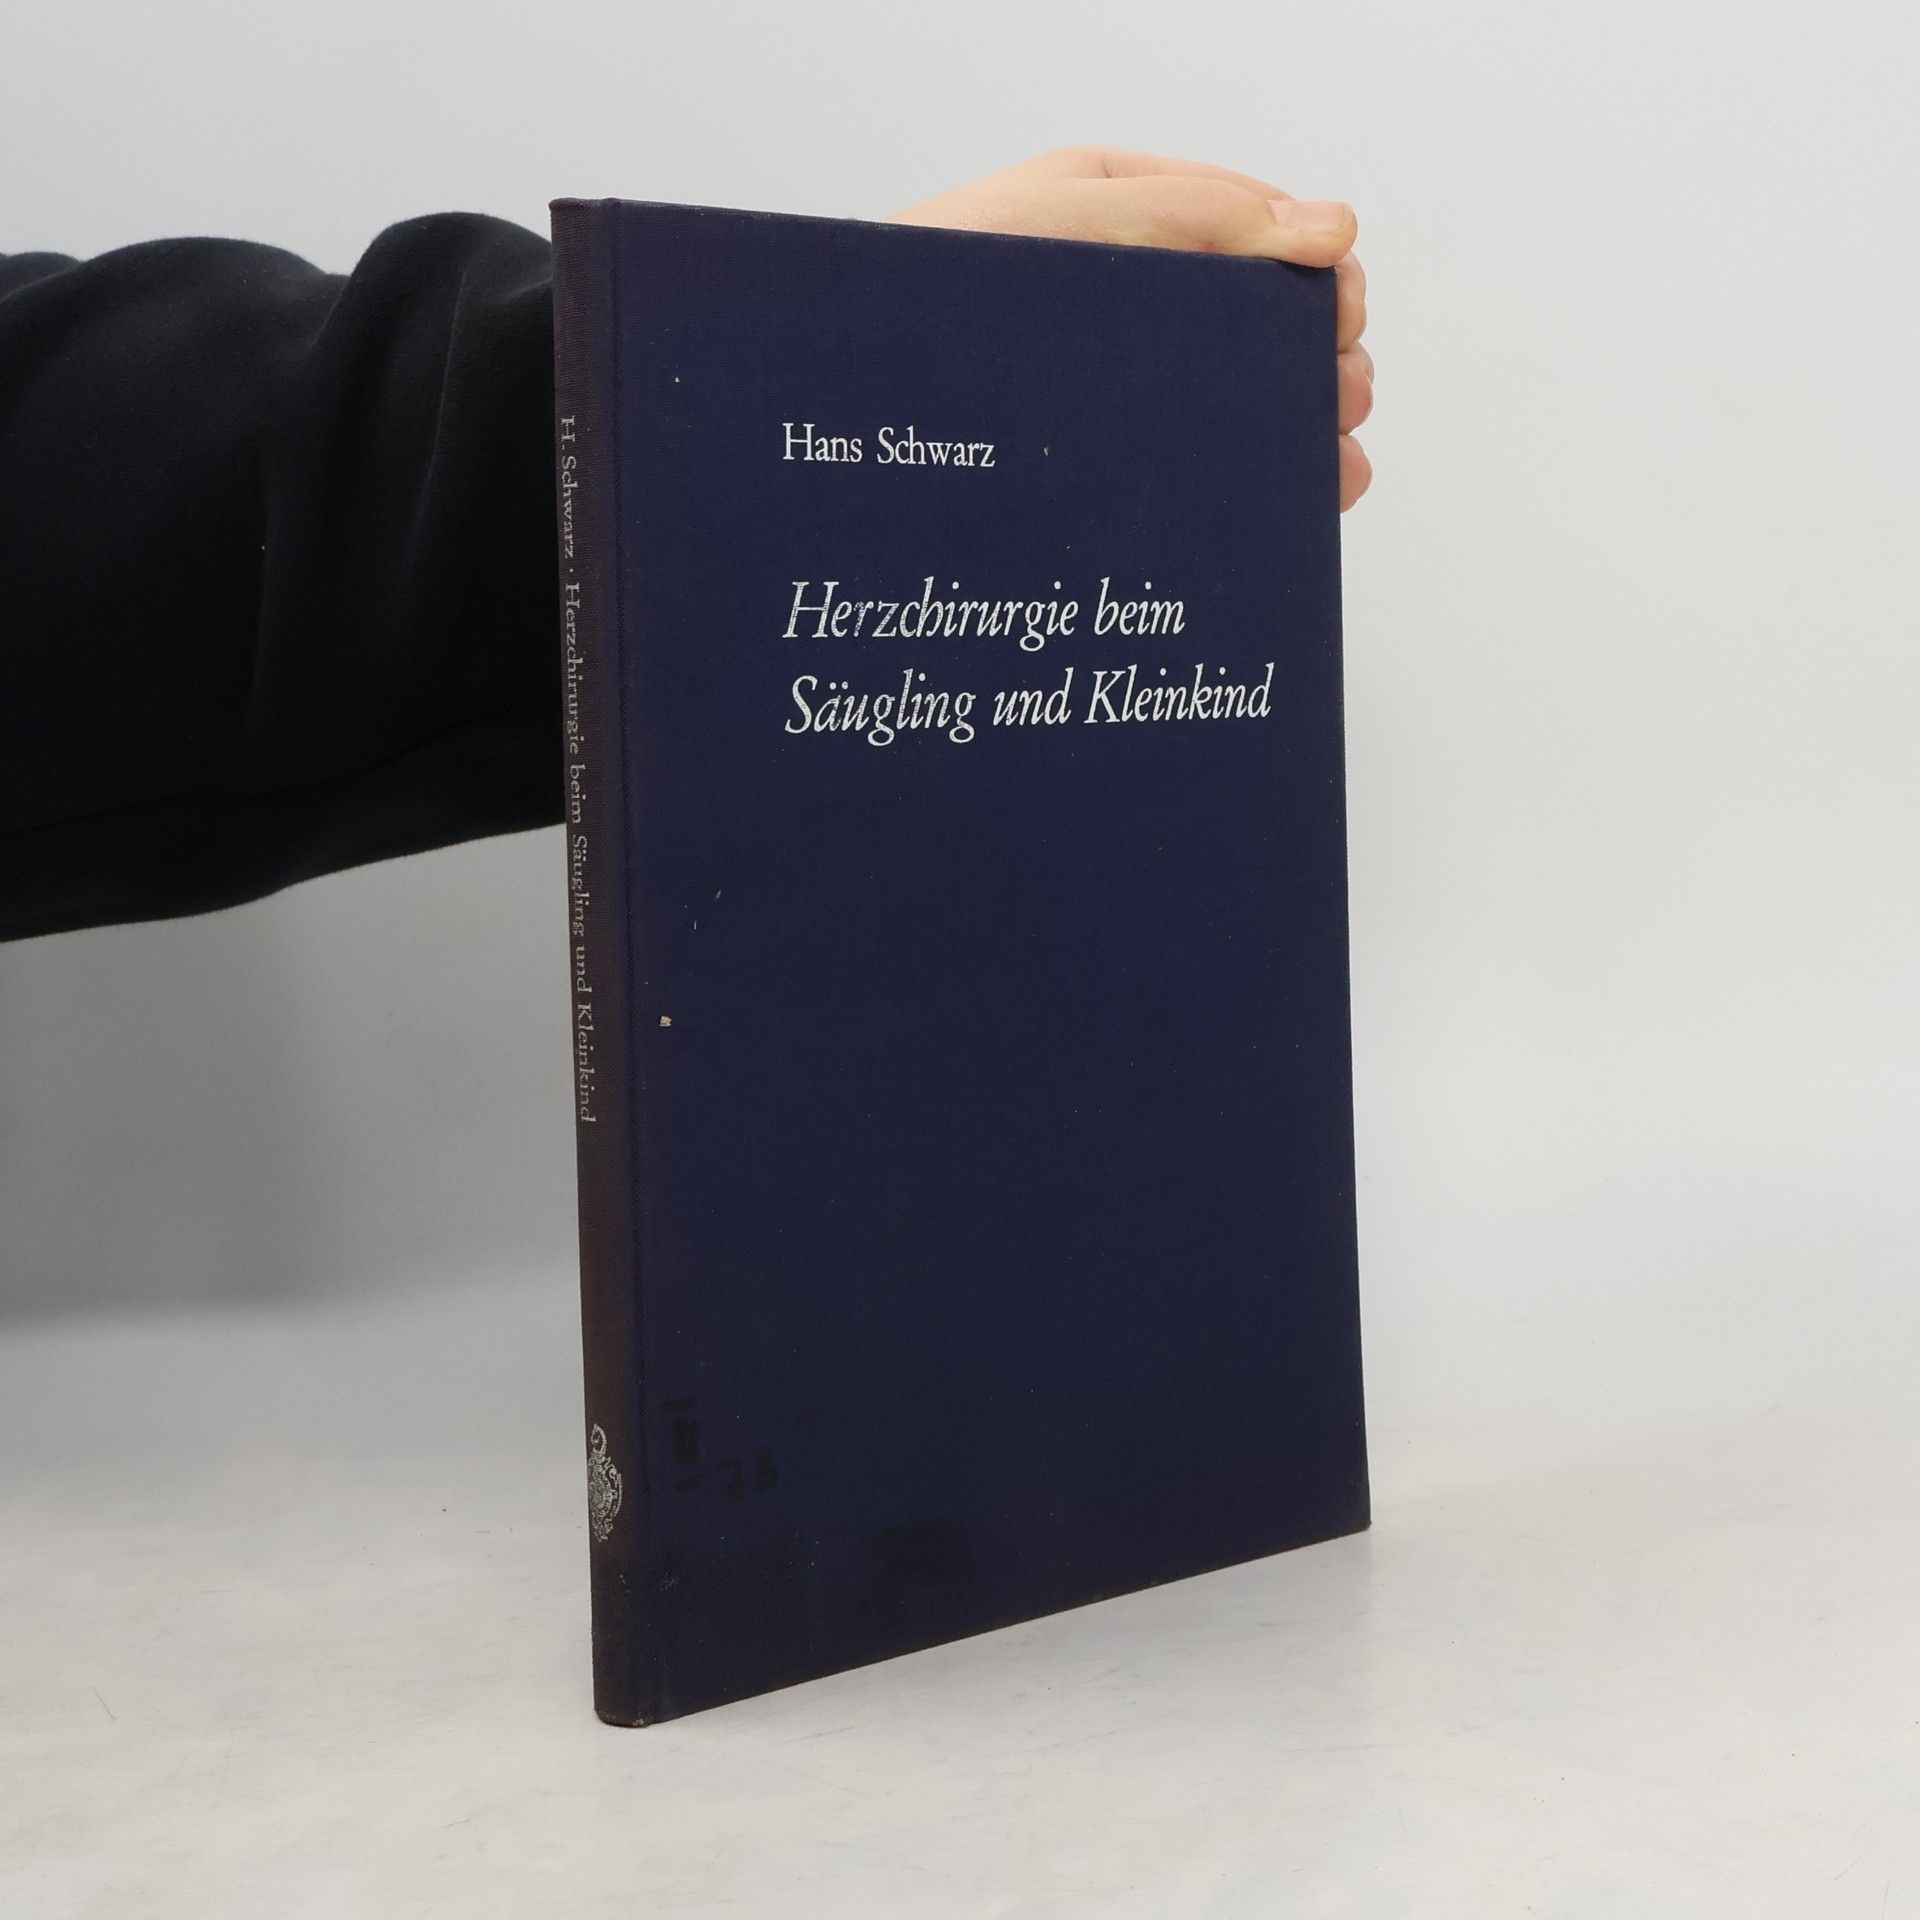 Hans Schwarz
Herzchirurgie beim
Säugling und Kleinkind
H. Schwarz · Herzchirurgie beim Säugling und Kleinkind